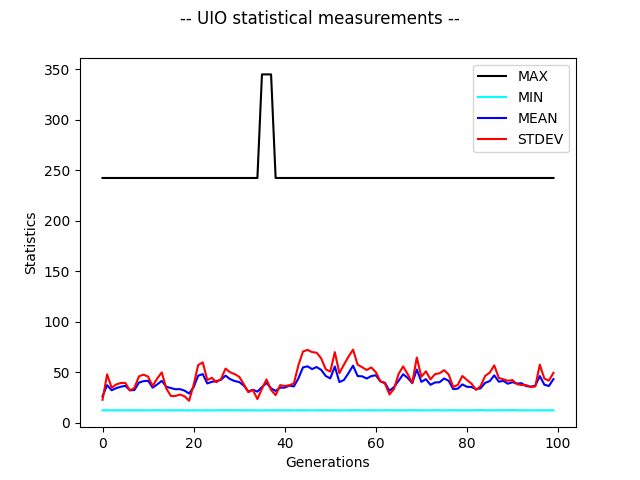 -- UIO statistical measurements --
350
300
250
200
150
100
50
0
Statistics
MAX
MIN
MEAN
STDEV
0 20 40 60 80 100
Generations